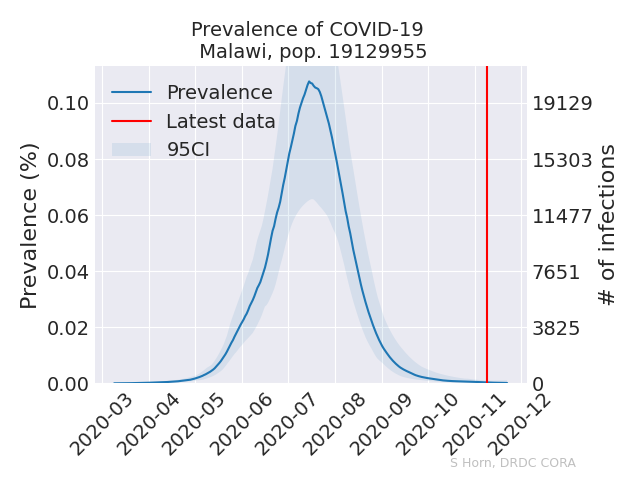 Prevalence of COVID-19
Malawi, pop. 19129955
Prevalence
Latest data
95CI
Prevalence (%)
0.10
0.08
0.06
0.04
0.02
0.00
19129
15303
11477
7651
3825
0
# of infections
2020-03
2020-04
2020-05
2020-06
2020-07
2020-08
2020-09
2020-10
2020-11
2020-12
S Horn, DRDC CORA